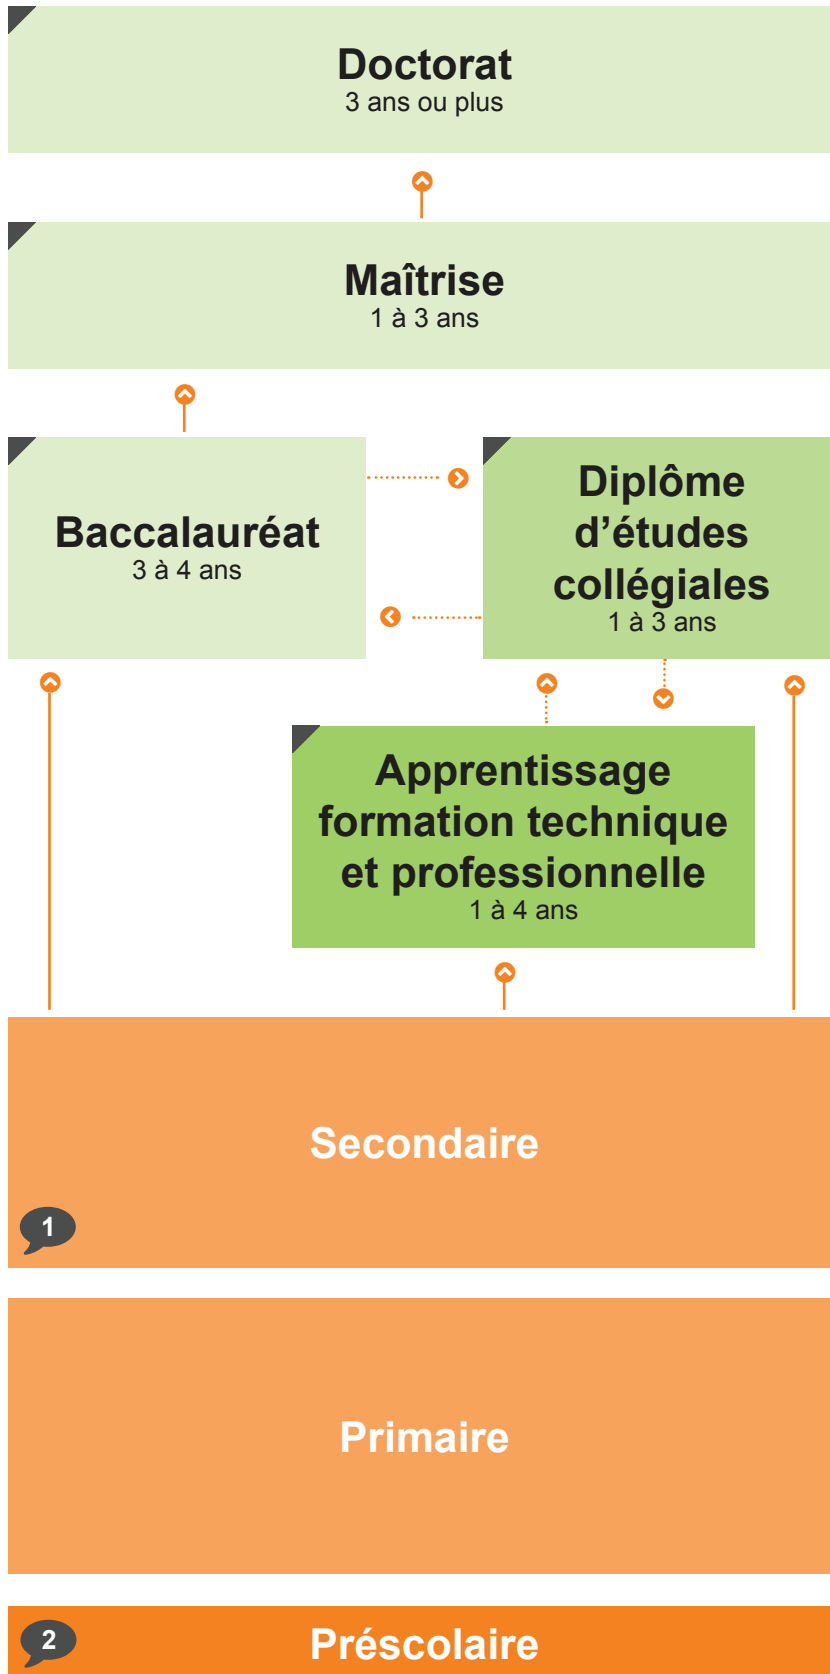 Doctorat
3 ans ou plus
Maîtrise
1 à 3 ans
Baccalauréat
3 à 4 ans
Diplôme
d’études
collégiales
1 à 3 ans
Apprentissage
formation technique
et professionnelle
1 à 4 ans
Secondaire
1
Primaire
2
Préscolaire